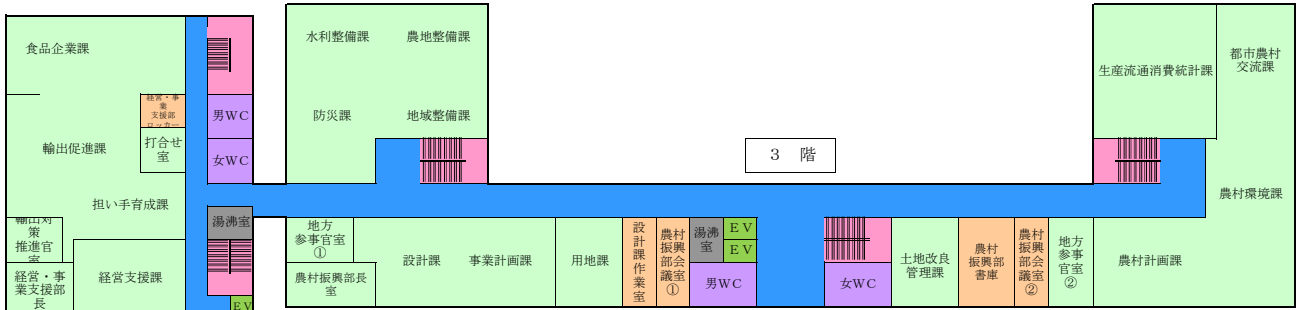 食品企業課
経営・事
業
支援部
ロッカー
輸出促進課
打合せ
室
担い手育成課
輸出対
策
推進官
室
経営・事
業支援部
長
経営支援課
男ＷＣ
女ＷＣ
湯沸室
ＥＶ
水利整備課
農地整備課
防災課
地域整備課
３　階
地方
参事官室
①
農村振興部長
室
設計課
事業計画課
用地課
設
計
課
作
業
室
農村
振興
部会
議室
①
湯沸
室
ＥＶ
ＥＶ
男ＷＣ
女ＷＣ
土地改良
管理課
農村
振興部
書庫
農村
振興
部会
議室
②
地方
参事
官室
②
農村計画課
農村環境課
生産流通消費統計課
都市農村
交流課